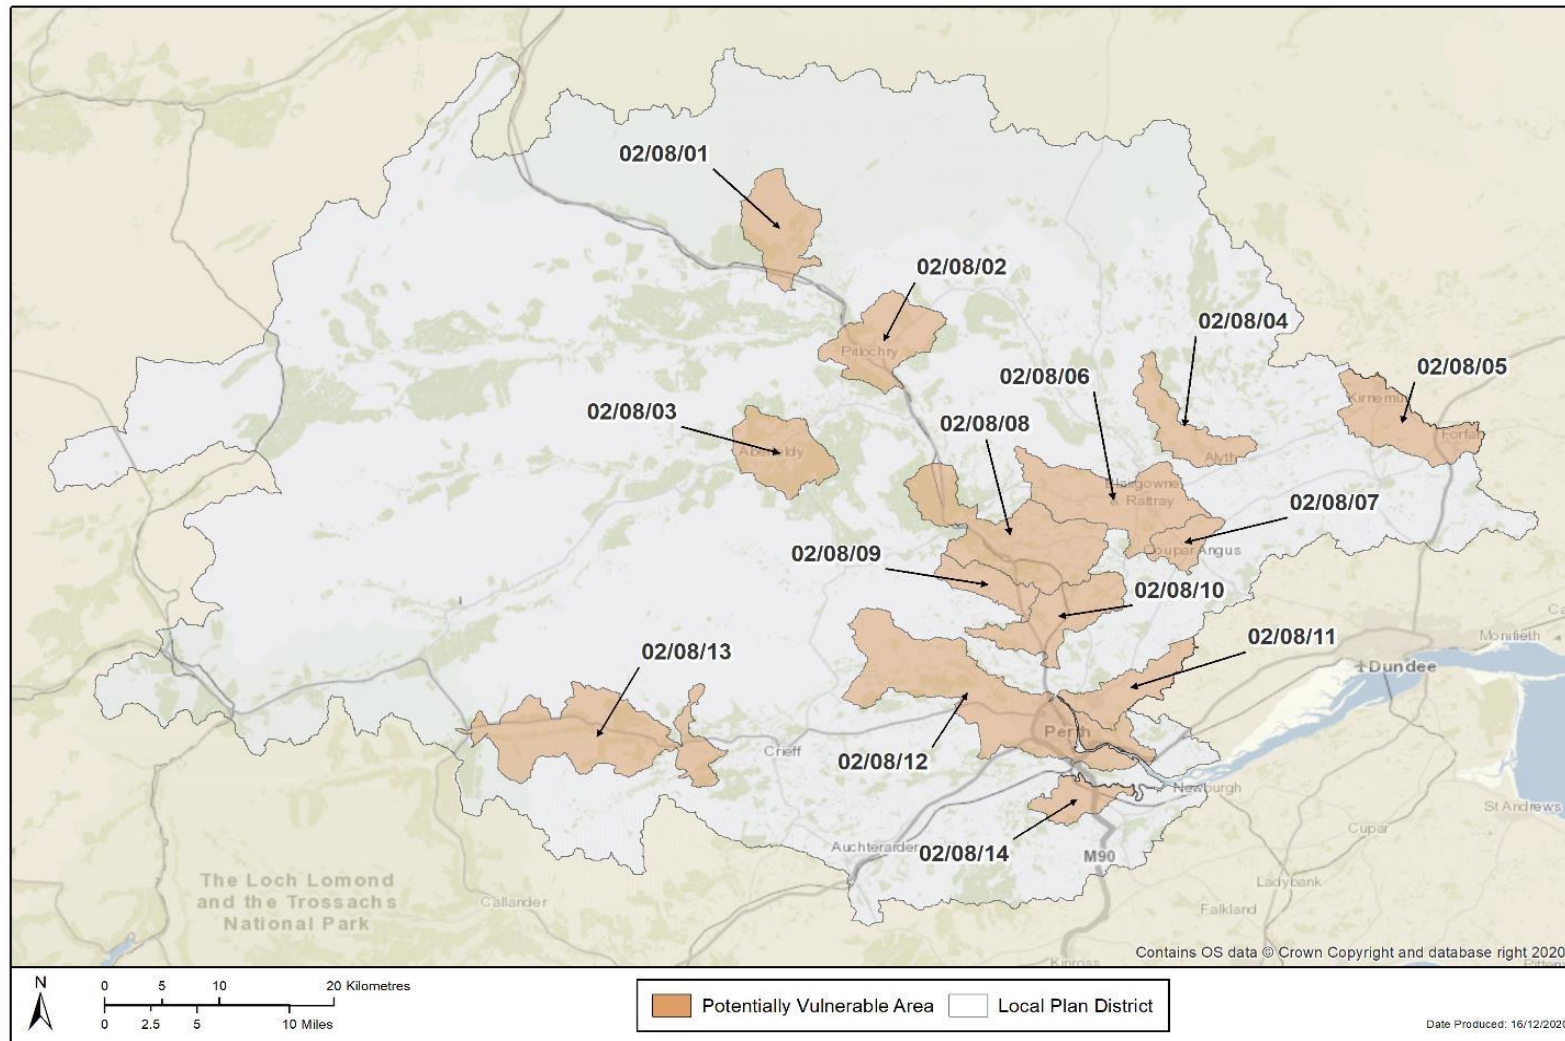 02/08/01
02/08/02
Pitlochry
02/08/04
02/08/06
02/08/05
Kirriemuir
Forfar
02/08/03
02/08/08
Aberfeldy
Alyth
Blairgowrie
& Rattray
02/08/07
02/08/09
Coupar Angus
02/08/10
02/08/13
02/08/11
Monifieth
Dundee
Crieff
Perth
02/08/12
Newburgh
St Andrews
Auchterarder
02/08/14
M90
Cupar
The Loch Lomond
and the Trossachs
National Park
Callander
Ladybank
Falkland
Kinross
Contains OS data © Crown Copyright and database right 2020
N
0 5 10 20 Kilometres
0 2.5 5 10 Miles
Potentially Vulnerable Area
Local Plan District
Date Produced: 16/12/2020